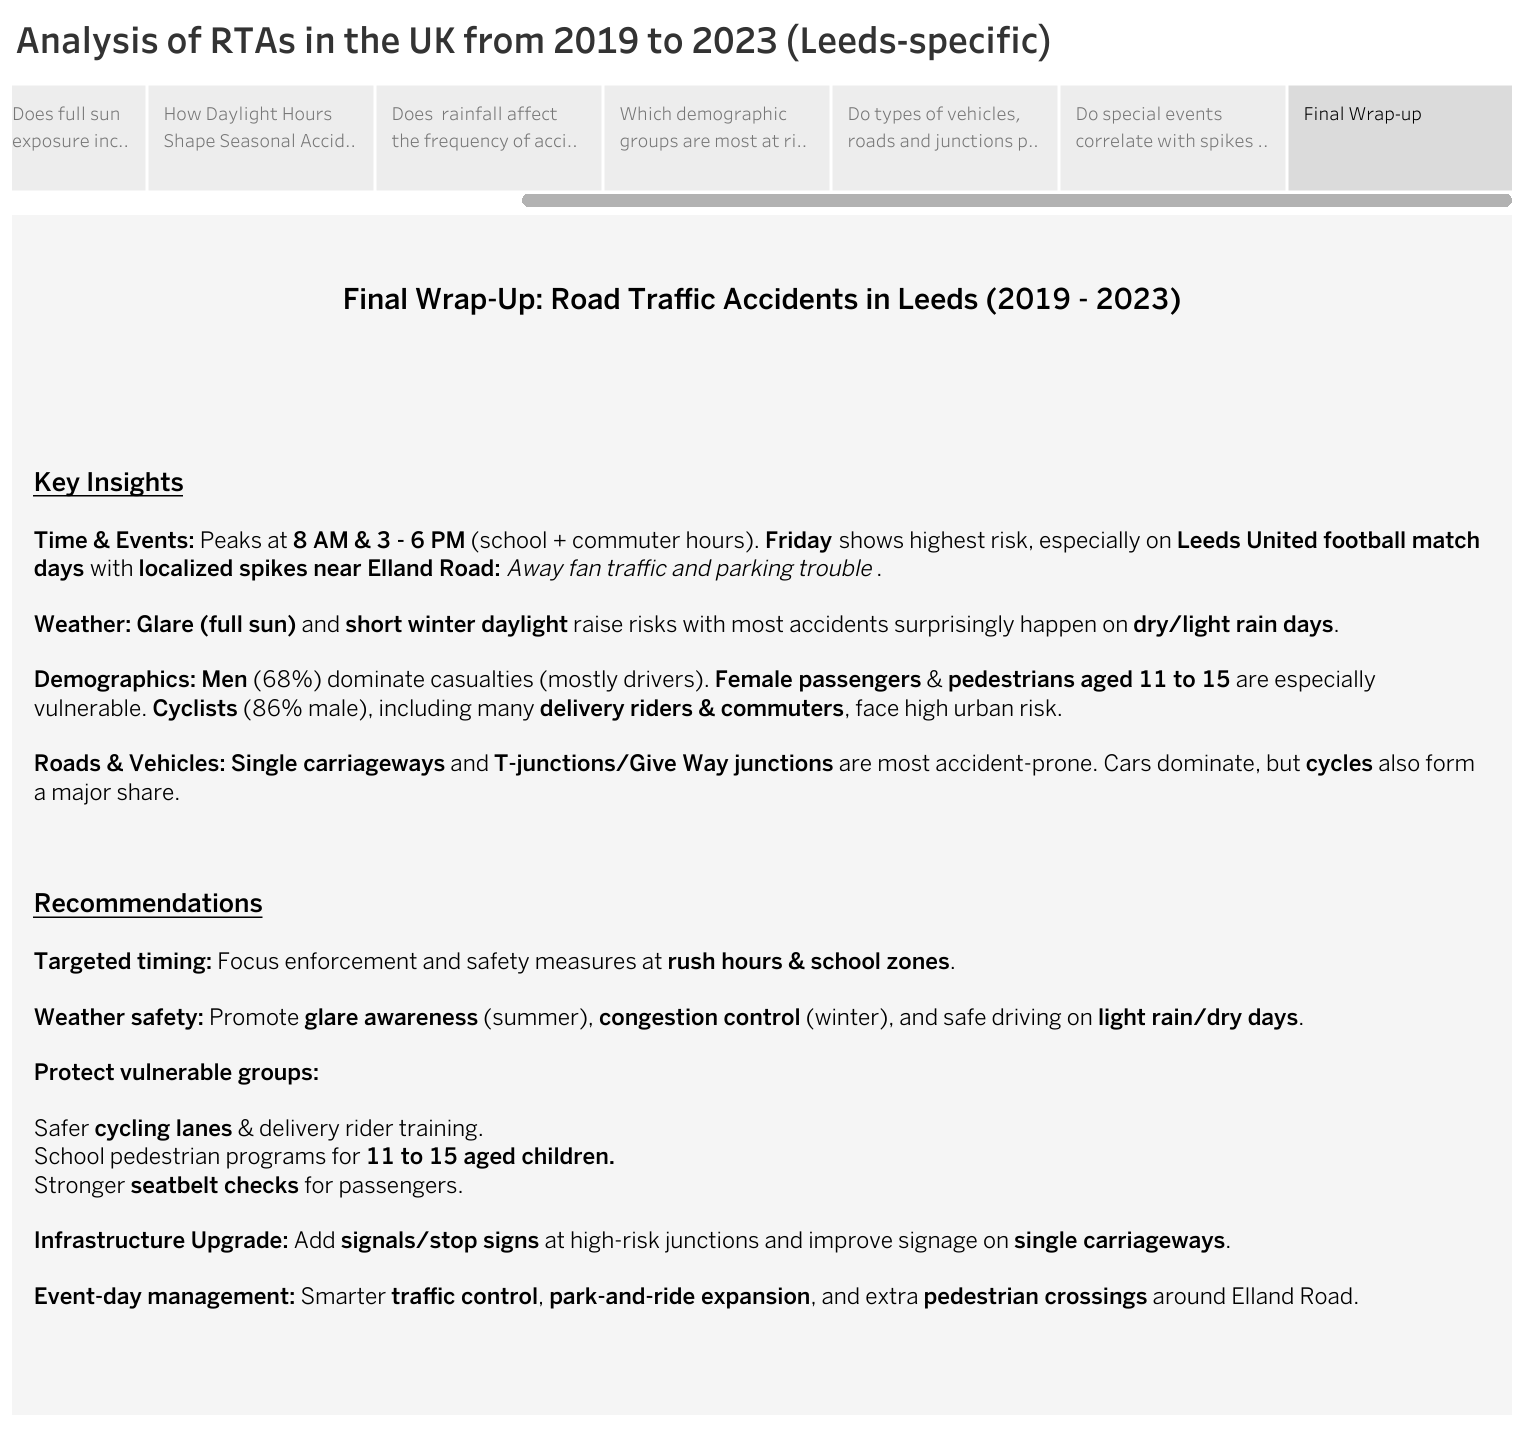 Analysis of RTAs in the UK from 2019 to 2023 (Leeds-specific)
Does full sun
exposure inc..
How Daylight Hours
Shape Seasonal Accid..
Does  rainfall affect
the frequency of acci..
Which demographic
groups are most at ri..
Do types of vehicles,
roads and junctions p..
Do special events
correlate with spikes ..
Final Wrap-up
Final Wrap-Up: Road Traffic Accidents in Leeds (2019 - 2023)
Key Insights
Time & Events: Peaks at 8 AM & 3 - 6 PM (school + commuter hours). Friday shows highest risk, especially on Leeds United football match
days with localized spikes near Elland Road: Away fan traffic and parking trouble .
Weather: Glare (full sun) and short winter daylight raise risks with most accidents surprisingly happen on dry/light rain days.
Demographics: Men (68%) dominate casualties (mostly drivers). Female passengers & pedestrians aged 11 to 15 are especially
vulnerable. Cyclists (86% male), including many delivery riders & commuters, face high urban risk.
Roads & Vehicles: Single carriageways and T-junctions/Give Way junctions are most accident-prone. Cars dominate, but cycles also form
a major share.
Recommendations
Targeted timing: Focus enforcement and safety measures at rush hours & school zones.
Weather safety: Promote glare awareness (summer), congestion control (winter), and safe driving on light rain/dry days.
Protect vulnerable groups:
Safer cycling lanes & delivery rider training.
School pedestrian programs for 11 to 15 aged children.
Stronger seatbelt checks for passengers.
Infrastructure Upgrade: Add signals/stop signs at high-risk junctions and improve signage on single carriageways.
Event-day management: Smarter traffic control, park-and-ride expansion, and extra pedestrian crossings around Elland Road.